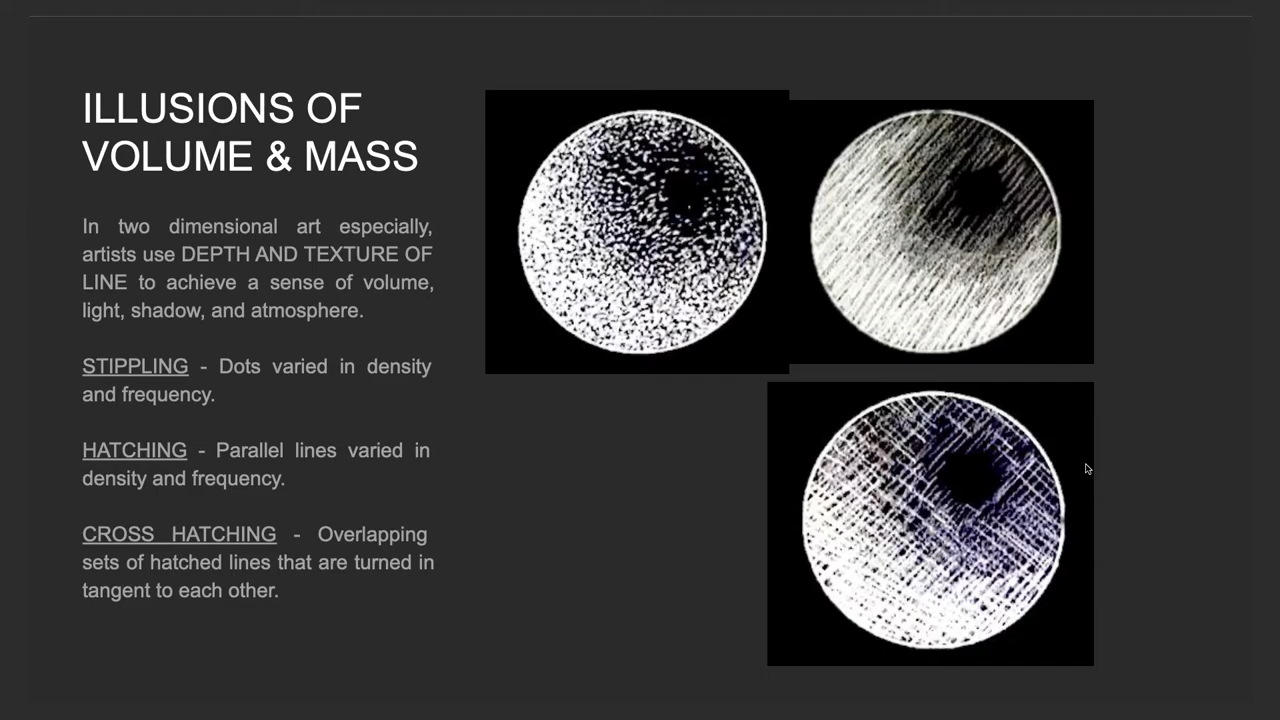 ILLUSIONS OF
VOLUME & MASS
In two dimensional art especially,
artists use DEPTH AND TEXTURE OF
LINE to achieve a sense of volume,
light, shadow, and atmosphere.
STIPPLING - Dots varied in density
and frequency.
HATCHING - Parallel lines varied in
density and frequency.
CROSS HATCHING - Overlapping
sets of hatched lines that are turned in
tangent to each other.